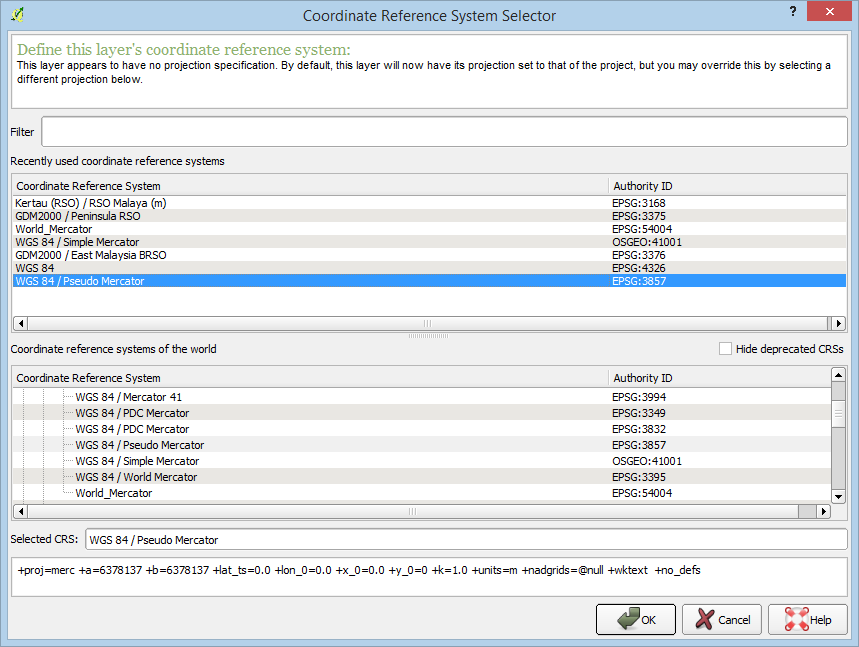 Coordinate Reference System Selector
?
Define this layer's coordinate reference system:
This layer appears to have no projection specification. By default, this layer will now have its projection set to that of the project, but you may override this by selecting a
different projection below.
Filter
Recently used coordinate reference systems
Coordinate Reference System Authority ID
Kertau (RSO) / RSO Malaya (m) EPSG:3168
GDM2000 / Peninsula RSO EPSG:3375
World_Mercator EPSG:54004
WGS 84 / Simple Mercator OSGEO:41001
GDM2000 / East Malaysia BRSO EPSG:3376
WGS 84 EPSG:4326
WGS 84 / Pseudo Mercator EPSG:3857
Coordinate reference systems of the world Hide deprecated CRSs
Coordinate Reference System Authority ID
WGS 84 / Mercator 41 EPSG:3994
WGS 84 / PDC Mercator EPSG:3349
WGS 84 / PDC Mercator EPSG:3832
WGS 84 / Pseudo Mercator EPSG:3857
WGS 84 / Simple Mercator OSGEO:41001
WGS 84 / World Mercator EPSG:3395
World_Mercator EPSG:54004
Selected CRS: WGS 84 / Pseudo Mercator
+proj=merc +a=6378137 +b=6378137 +lat_ts=0.0 +lon_0=0.0 +x_0=0.0 +y_0=0 +k=1.0 +units=m +nadgrids=@null +wktext  +no_defs
OK Cancel Help